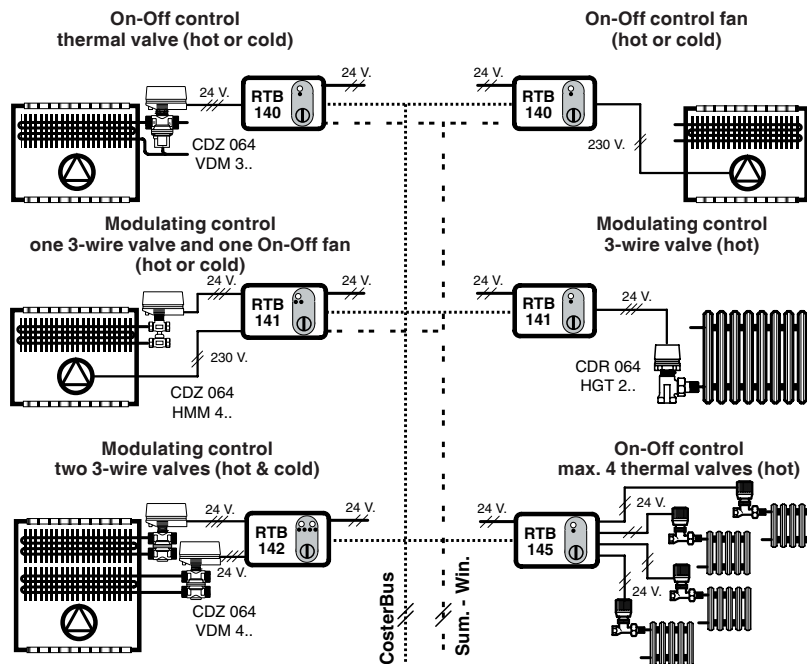 On-Off control
thermal valve (hot or cold)
24 V.
RTB
140
24 V.
CDZ 064
VDM 3..
On-Off control fan
(hot or cold)
24 V.
RTB
140
230 V.
Modulating control
one 3-wire valve and one On-Off fan
(hot or cold)
24 V.
RTB
141
24 V.
230 V.
CDZ 064
HMM 4..
Modulating control
3-wire valve (hot)
24 V.
RTB
141
24 V.
CDR 064
HGT 2..
Modulating control
two 3-wire valves (hot & cold)
24 V.
RTB
142
24 V.
24 V.
CDZ 064
VDM 4..
On-Off control
max. 4 thermal valves (hot)
24 V.
RTB
145
24 V.
24 V.
CosterBus
Sum. - Win.